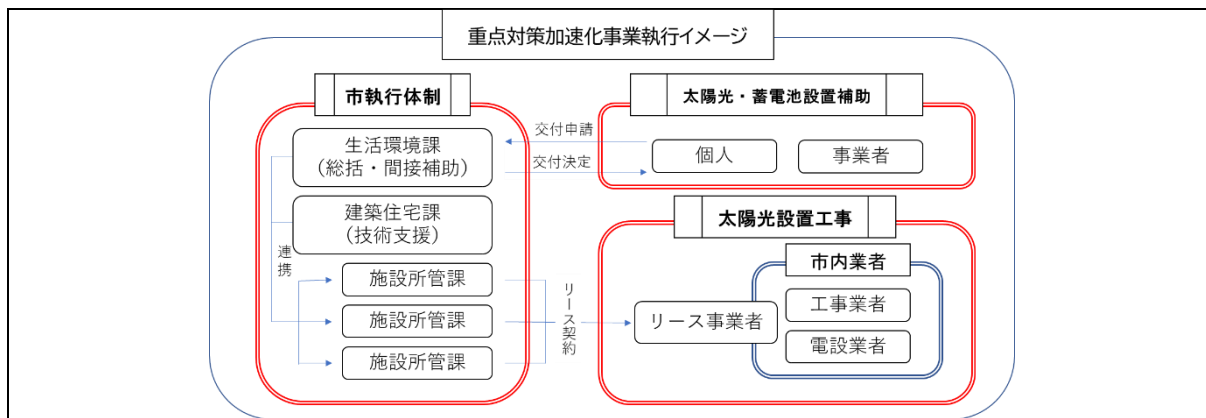 重点対策加速化事業執行イメージ
市執行体制
生活環境課
(総括・間接補助)
建築住宅課
(技術支援)
連携
施設所管課
施設所管課
施設所管課
リース契約
交付申請
交付決定
太陽光・蓄電池設置補助
個人
事業者
太陽光設置工事
市内業者
リース事業者
工事業者
電設業者